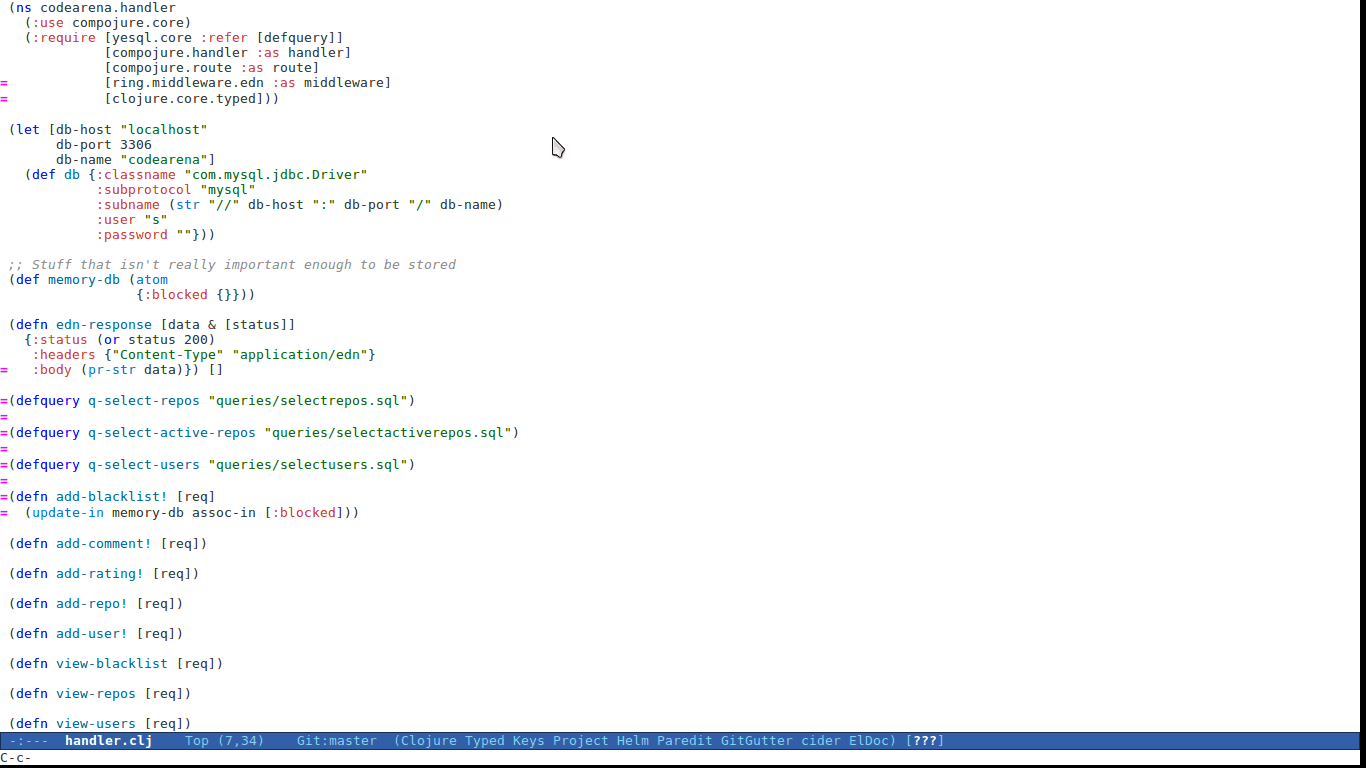 (ns codearena.handler
  (:use compojure.core)
  (:require [yesql.core :refer [defquery]]
            [compojure.handler :as handler]
            [compojure.route :as route]
=           [ring.middleware.edn :as middleware]
=           [clojure.core.typed]))
(let [db-host "localhost"
      db-port 3306
      db-name "codearena"]
  (def db {:classname "com.mysql.jdbc.Driver"
           :subprotocol "mysql"
           :subname (str "//" db-host ":" db-port "/" db-name)
           :user "s"
           :password ""}))
;; Stuff that isn't really important enough to be stored
(def memory-db (atom
                {:blocked {}}))
(defn edn-response [data & [status]]
  {:status (or status 200)
   :headers {"Content-Type" "application/edn"}
=  :body (pr-str data)}) []
=(defquery q-select-repos "queries/selectrepos.sql")
=
=(defquery q-select-active-repos "queries/selectactiverepos.sql")
=
=(defquery q-select-users "queries/selectusers.sql")
=
=(defn add-blacklist! [req]
=  (update-in memory-db assoc-in [:blocked]))
(defn add-comment! [req])
(defn add-rating! [req])
(defn add-repo! [req])
(defn add-user! [req])
(defn view-blacklist [req])
(defn view-repos [req])
(defn view-users [req])
-:---  handler.clj    Top (7,34)    Git:master  (Clojure Typed Keys Project Helm Paredit GitGutter cider ElDoc) [???]
C-c-